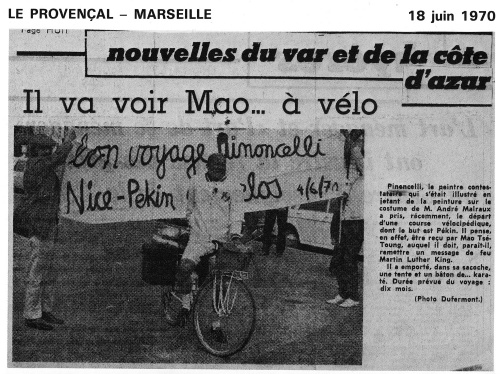 LE PROVENÇAL – MARSEILLE
18 juin 1970
Page HUIT
nouvelles du var et de la côte
d'azur
Il va voir Mao... à vélo
bon voyage Pinoncelli
Nice-Pékin
4/6/70
Pinoncelli, le peintre contes-
tataire qui s'était illustré en
jetant de la peinture sur le
costume de M. André Malraux
a pris, récemment, le départ
d'une course vélocipédique,
dont le but est Pékin. Il pense,
en effet, être reçu par Mao Tsé-
Toung, auquel il doit, paraît-il,
remettre un message de feu
Martin Luther King.
Il a emporté, dans sa sacoche,
une tente et un bâton de... kara-
té. Durée prévue du voyage :
dix mois.
(Photo Dufermont.)